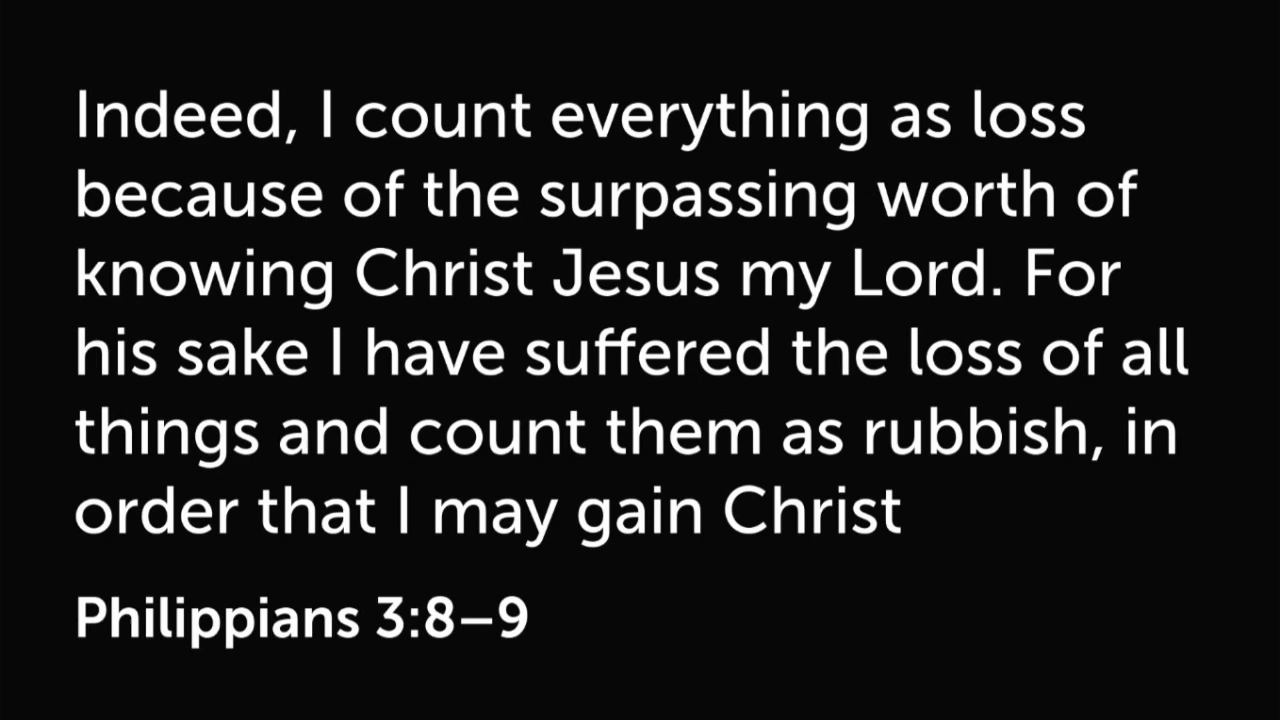 Indeed, I count everything as loss
because of the surpassing worth of
knowing Christ Jesus my Lord. For
his sake I have suffered the loss of all
things and count them as rubbish, in
order that I may gain Christ
Philippians 3:8–9